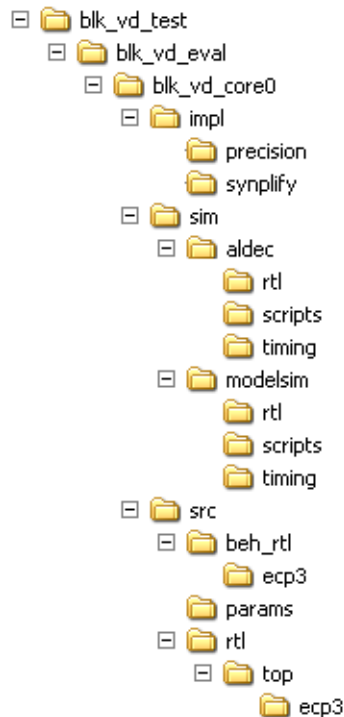 blk_vd_test
blk_vd_eval
blk_vd_core0
impl
precision
synplify
sim
aldec
rtl
scripts
timing
modelsim
rtl
scripts
timing
src
beh_rtl
ecp3
params
rtl
top
ecp3